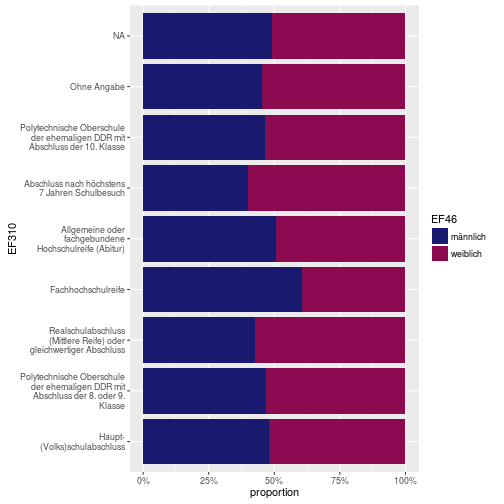 NA
Ohne Angabe
Polytechnische Oberschule
der ehemaligen DDR mit
Abschluss der 10. Klasse
Abschluss nach höchstens
7 Jahren Schulbesuch
Allgemeine oder
fachgebundene
Hochschulreife (Abitur)
Fachhochschulreife
Realschulabschluss
(Mittlere Reife) oder
gleichwertiger Abschluss
Polytechnische Oberschule
der ehemaligen DDR mit
Abschluss der 8. oder 9.
Klasse
Haupt-
(Volks)schulabschluss
EF310
0% 25% 50% 75% 100%
proportion
EF46
männlich
weiblich